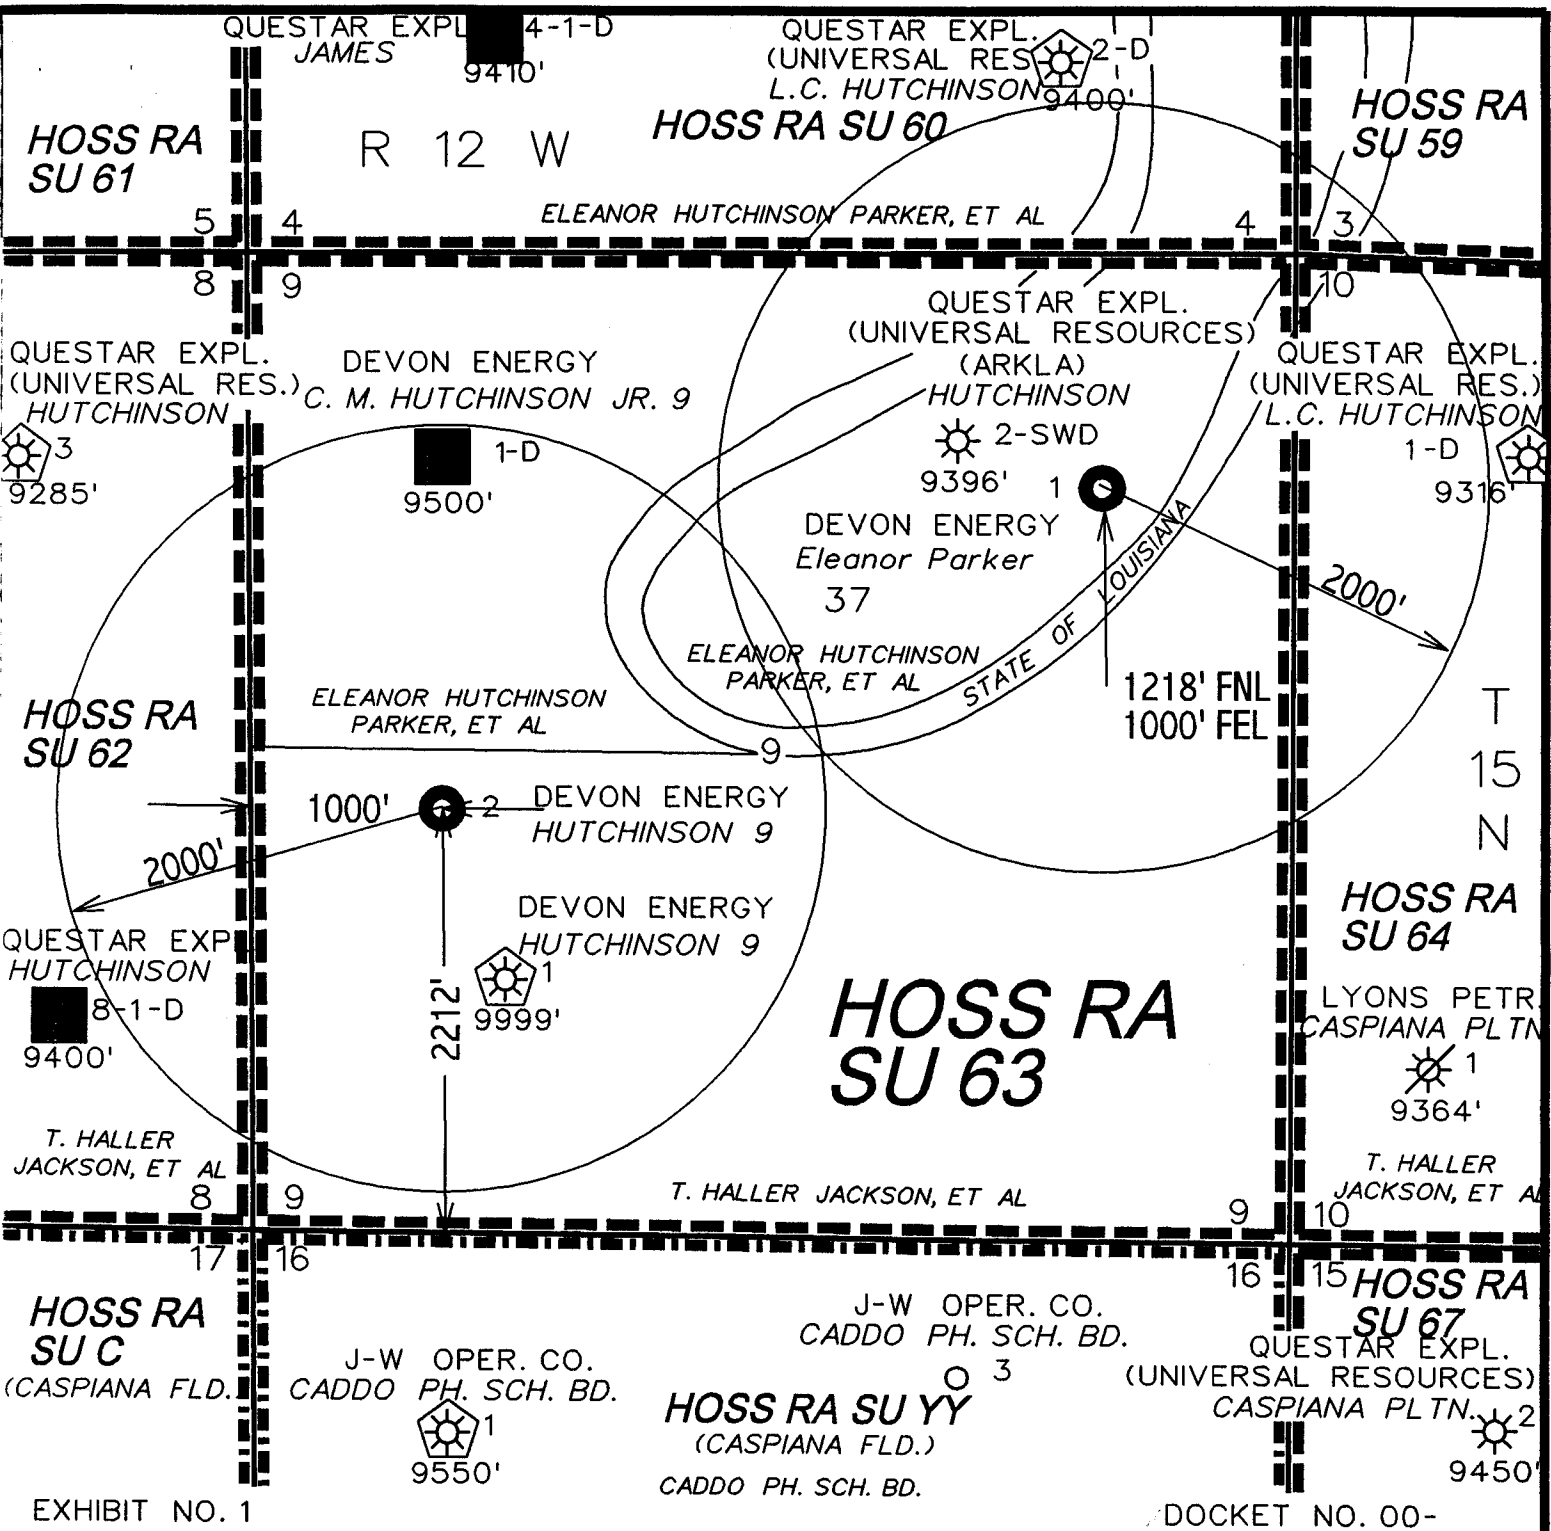 QUESTAR EXPL
4-1-D
JAMES
9410'
QUESTAR EXPL.
(UNIVERSAL RES
2-D
L.C. HUTCHINSON
9400'
HOSS RA
SU 61
R 12 W
HOSS RA SU 60
HOSS RA
SU 59
ELEANOR HUTCHINSON PARKER, ET AL
5
4
4
3
8
9
10
QUESTAR EXPL.
(UNIVERSAL RES.)
HUTCHINSON
3
9285'
DEVON ENERGY
C. M. HUTCHINSON JR. 9
1-D
9500'
QUESTAR EXPL.
(UNIVERSAL RESOURCES)
(ARKLA)
HUTCHINSON
2-SWD
9396'
1
DEVON ENERGY
Eleanor Parker
37
QUESTAR EXPL.
(UNIVERSAL RES.)
L.C. HUTCHINSON
1-D
9316'
2000'
STATE OF LOUISIANA
ELEANOR HUTCHINSON
PARKER, ET AL
ELEANOR HUTCHINSON
PARKER, ET AL
1218' FNL
1000' FEL
T
15
N
HOSS RA
SU 62
9
1000'
2000'
2
DEVON ENERGY
HUTCHINSON 9
DEVON ENERGY
HUTCHINSON 9
1
9999'
2212'
QUESTAR EXP
HUTCHINSON
8-1-D
9400'
HOSS RA
SU 63
HOSS RA
SU 64
LYONS PETR.
CASPIANA PLTN
1
9364'
T. HALLER
JACKSON, ET AL
T. HALLER JACKSON, ET AL
T. HALLER
JACKSON, ET AL
8
9
9
10
17
16
16
15
HOSS RA
SU C
(CASPIANA FLD.
J-W OPER. CO.
CADDO PH. SCH. BD.
1
9550'
J-W OPER. CO.
CADDO PH. SCH. BD.
3
HOSS RA SU YY
(CASPIANA FLD.)
CADDO PH. SCH. BD.
HOSS RA
SU 67
QUESTAR EXPL.
(UNIVERSAL RESOURCES)
CASPIANA PLTN.
2
9450'
EXHIBIT NO. 1
DOCKET NO. 00-